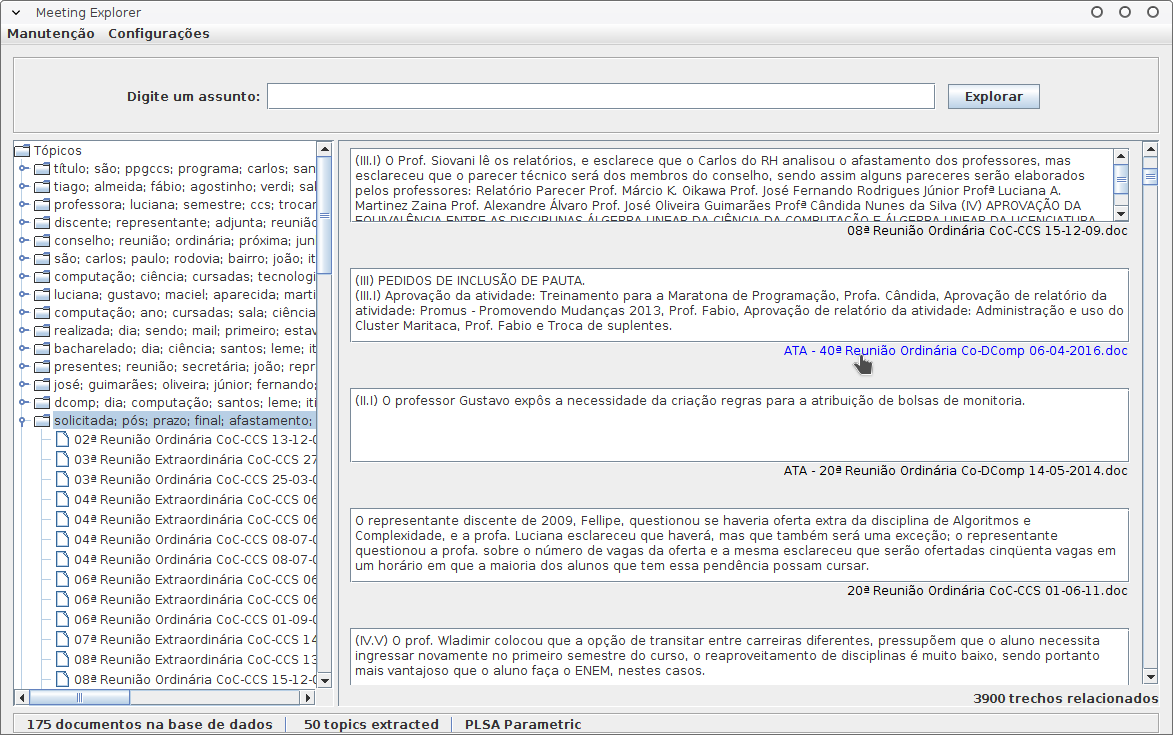 Meeting Explorer
Manutenção Configurações
Digite um assunto: Explorar
Tópicos
título; são; ppgccs; programa; carlos; san
tiago; almeida; fábio; agostinho; verdi; sal
professora; luciana; semestre; ccs; trocar
discente; representante; adjunta; reunião
conselho; reunião; ordinária; próxima; jun
são; carlos; paulo; rodovia; bairro; joão; it
computação; ciência; cursadas; tecnologi
luciana; gustavo; maciel; aparecida; marti
computação; ano; cursadas; sala; ciência
realizada; dia; sendo; mail; primeiro; estav
bacharelado; dia; ciência; santos; leme; it
presentes; reunião; secretária; joão; repr
josé; guimarães; oliveira; júnior; fernando;
dcomp; dia; computação; santos; leme; iti
solicitada; pós; prazo; final; afastamento;
02ª Reunião Ordinária CoC-CCS 13-12-0
03ª Reunião Extraordinária CoC-CCS 27
03ª Reunião Ordinária CoC-CCS 25-03-0
04ª Reunião Extraordinária CoC-CCS 06
04ª Reunião Extraordinária CoC-CCS 06
04ª Reunião Ordinária CoC-CCS 08-07-0
04ª Reunião Ordinária CoC-CCS 08-07-0
06ª Reunião Extraordinária CoC-CCS 06
06ª Reunião Extraordinária CoC-CCS 06
06ª Reunião Ordinária CoC-CCS 01-09-0
07ª Reunião Extraordinária CoC-CCS 14
08ª Reunião Extraordinária CoC-CCS 13
08ª Reunião Ordinária CoC-CCS 15-12-0
(III.I) O Prof. Siovani lê os relatórios, e esclarece que o Carlos do RH analisou o afastamento dos professores, mas
esclareceu que o parecer técnico será dos membros do conselho, sendo assim alguns pareceres serão elaborados
pelos professores: Relatório Parecer Prof. Márcio K. Oikawa Prof. José Fernando Rodrigues Júnior Profª Luciana A.
Martinez Zaina Prof. Alexandre Álvaro Prof. José Oliveira Guimarães Profª Cândida Nunes da Silva (IV) APROVAÇÃO DA
EQUIVALÊNCIA ENTRE AS DISCIPLINAS ÁLGEBRA LINEAR DA CIÊNCIA DA COMPUTAÇÃO E ÁLGEBRA LINEAR DA LICENCIATURA
08ª Reunião Ordinária CoC-CCS 15-12-09.doc
(III) PEDIDOS DE INCLUSÃO DE PAUTA.
(III.I) Aprovação da atividade: Treinamento para a Maratona de Programação, Profa. Cândida, Aprovação de relatório da
atividade: Promus - Promovendo Mudanças 2013, Prof. Fabio, Aprovação de relatório da atividade: Administração e uso do
Cluster Maritaca, Prof. Fabio e Troca de suplentes.
ATA - 40ª Reunião Ordinária Co-DComp 06-04-2016.doc
(II.I) O professor Gustavo expôs a necessidade da criação regras para a atribuição de bolsas de monitoria.
ATA - 20ª Reunião Ordinária Co-DComp 14-05-2014.doc
O representante discente de 2009, Fellipe, questionou se haveria oferta extra da disciplina de Algoritmos e
Complexidade, e a profa. Luciana esclareceu que haverá, mas que também será uma exceção; o representante
questionou a profa. sobre o número de vagas da oferta e a mesma esclareceu que serão ofertadas cinqüenta vagas em
um horário em que a maioria dos alunos que tem essa pendência possam cursar.
20ª Reunião Ordinária CoC-CCS 01-06-11.doc
(IV.V) O prof. Wladimir colocou que a opção de transitar entre carreiras diferentes, pressupõem que o aluno necessita
ingressar novamente no primeiro semestre do curso, o reaproveitamento de disciplinas é muito baixo, sendo portanto
mais vantajoso que o aluno faça o ENEM, nestes casos.
3900 trechos relacionados
175 documentos na base de dados 50 topics extracted PLSA Parametric